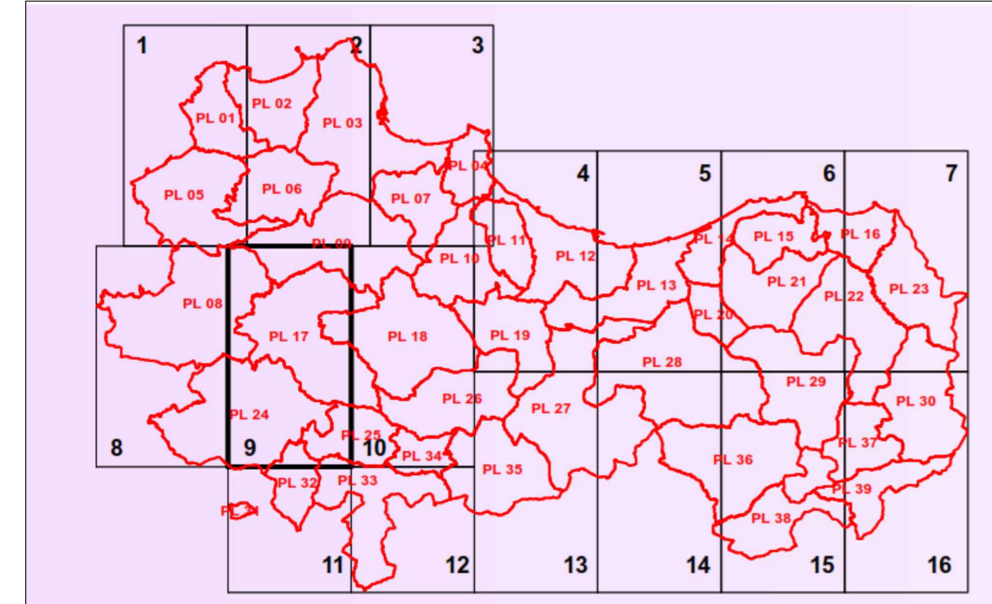 1
2
3
PL 01
PL 02
PL 03
PL 04
PL 05
PL 06
PL 07
4
5
6
7
PL 08
PL 09
PL 10
PL 11
PL 12
PL 13
PL 14
PL 15
PL 16
PL 17
PL 18
PL 19
PL 20
PL 21
PL 22
PL 23
PL 24
PL 25
PL 26
PL 27
PL 28
PL 29
PL 30
8
9
10
PL 32
PL 33
PL 34
PL 35
PL 36
PL 37
PL 38
PL 39
11
12
13
14
15
16